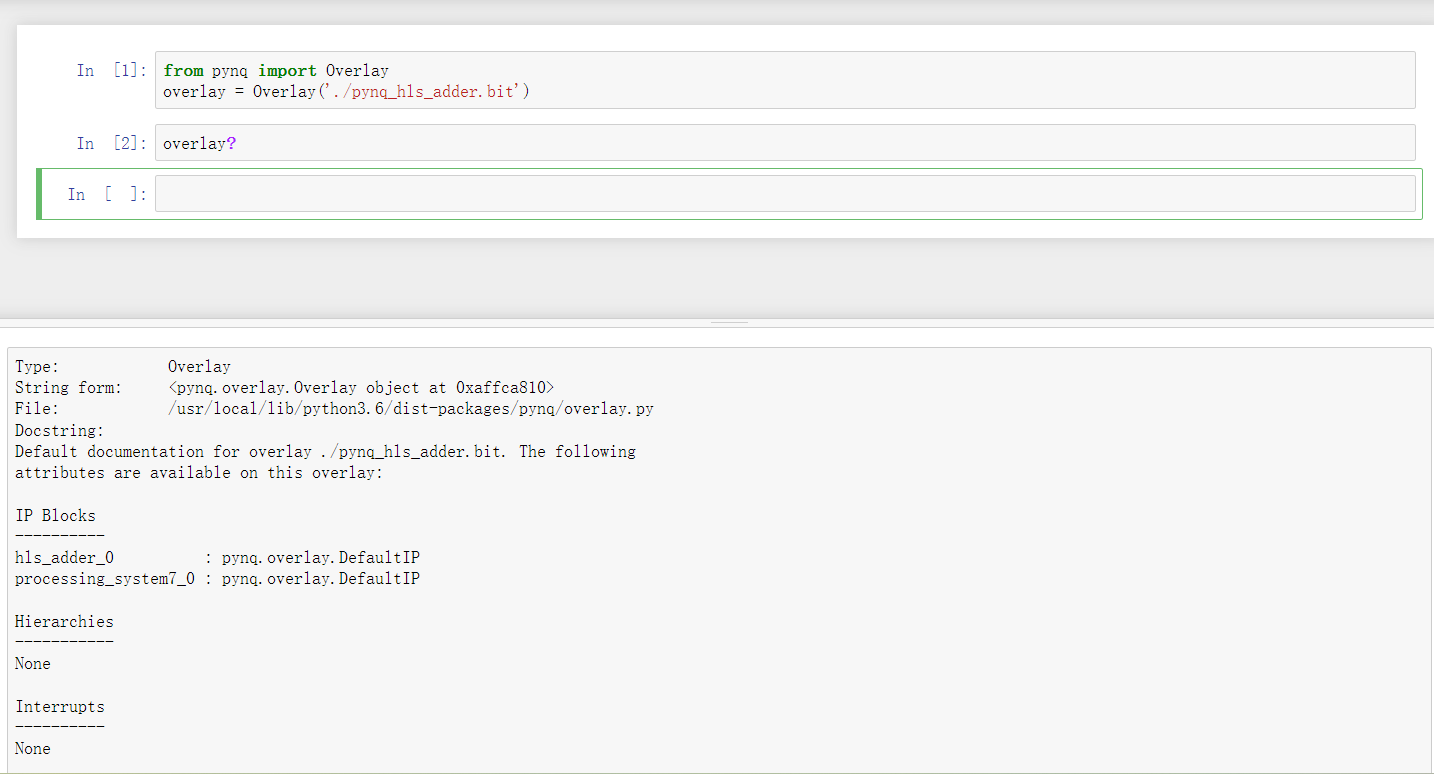 In [1]: from pynq import Overlay
overlay = Overlay('./pynq_hls_adder.bit')
In [2]: overlay?
In [ ]:
Type: Overlay
String form: <pynq.overlay.Overlay object at 0xaffca810>
File: /usr/local/lib/python3.6/dist-packages/pynq/overlay.py
Docstring:
Default documentation for overlay ./pynq_hls_adder.bit. The following
attributes are available on this overlay:
IP Blocks
----------
hls_adder_0 : pynq.overlay.DefaultIP
processing_system7_0 : pynq.overlay.DefaultIP
Hierarchies
-----------
None
Interrupts
----------
None